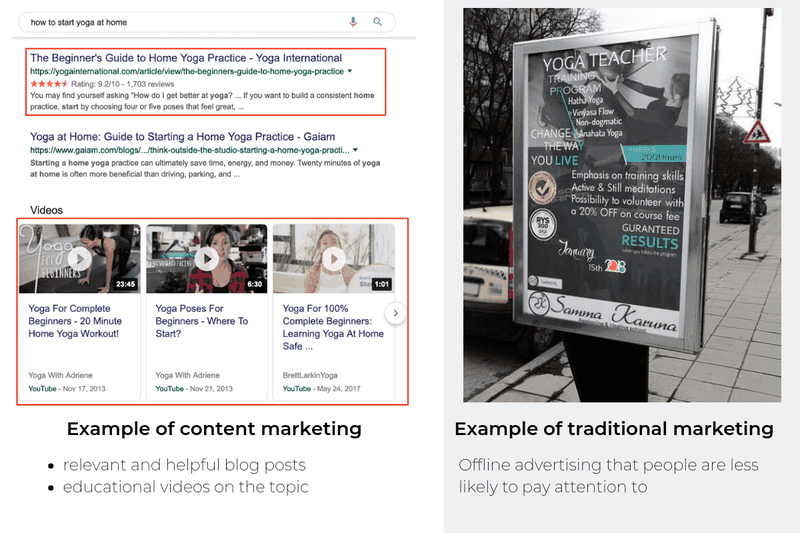 how to start yoga at home
The Beginner's Guide to Home Yoga Practice - Yoga International
https://yogainternational.com/article/view/the-beginners-guide-to-home-yoga-practice
Rating: 9.2/10 - 1,703 reviews
You may find yourself asking "How do I get better at yoga? ... If you want to build a consistent home
practice, start by choosing four or five poses that feel great, ...
Yoga at Home: Guide to Starting a Home Yoga Practice - Gaiam
https://www.gaiam.com/blogs/.../think-outside-the-studio-starting-a-home-yoga-practi...
Starting a home yoga practice can ultimately save time, energy, and money. Twenty minutes of yoga
at home is often more beneficial than driving, parking, and ...
Videos
Yoga
FOR
BEGINNERS
23:45
6:30
1:01
Yoga For Complete
Beginners - 20 Minute
Home Yoga Workout!
Yoga With Adriene
YouTube - Nov 17, 2013
Yoga Poses For
Beginners - Where To
Start?
Yoga With Adriene
YouTube - Nov 21, 2013
Yoga For 100%
Complete Beginners:
Learning Yoga At Home
Safe ...
BrettLarkinYoga
YouTube - May 24, 2017
Example of content marketing
relevant and helpful blog posts
educational videos on the topic
YOGA TEACHER
TRAINING
PROGRAM
Hatha Yoga
Vinyasa Flow
Non-dogmatic
Anahata Yoga
CHANGE
THE WAY
YOU LIVE
4WEEKS
200Hours
Emphasis on training skills
Active & Still meditations
Possibility to volunteer with
a 20% OFF on course fee
RYS
300
GURANTEED
RESULTS
when you follow the program
January
15th 2018
Samma Karuna
Example of traditional marketing
Offline advertising that people are less
likely to pay attention to